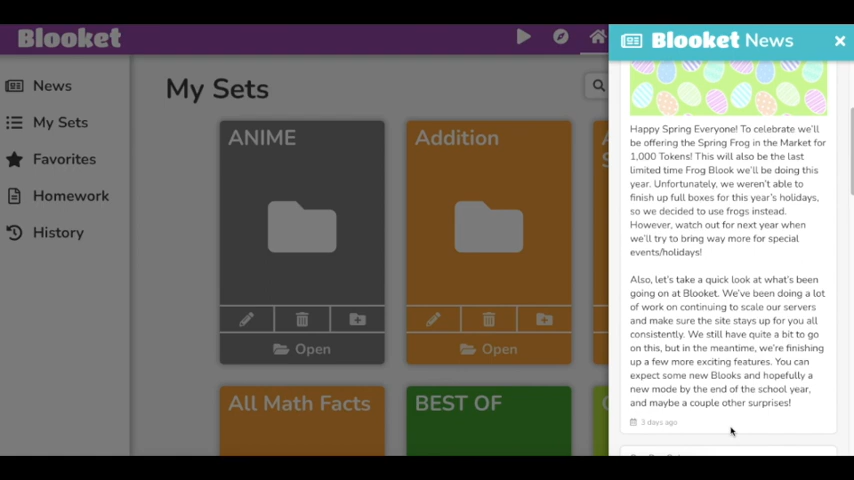 Blooket
Blooket News
News
My Sets
Favorites
Homework
History
My Sets
ANIME
Addition
Open
Open
All Math Facts
BEST OF
Happy Spring Everyone! To celebrate we'll
be offering the Spring Frog in the Market for
1,000 Tokens! This will also be the last
limited time Frog Blook we'll be doing this
year. Unfortunately, we weren't able to
finish up full boxes for this year's holidays,
so we decided to use frogs instead.
However, watch out for next year when
we'll try to bring way more for special
events/holidays!
Also, let's take a quick look at what's been
going on at Blooket. We've been doing a lot
of work on continuing to scale our servers
and make sure the site stays up for you all
consistently. We still have quite a bit to go
on this, but in the meantime, we're finishing
up a few more exciting features. You can
expect some new Blooks and hopefully a
new mode by the end of the school year,
and maybe a couple other surprises!
3 days ago